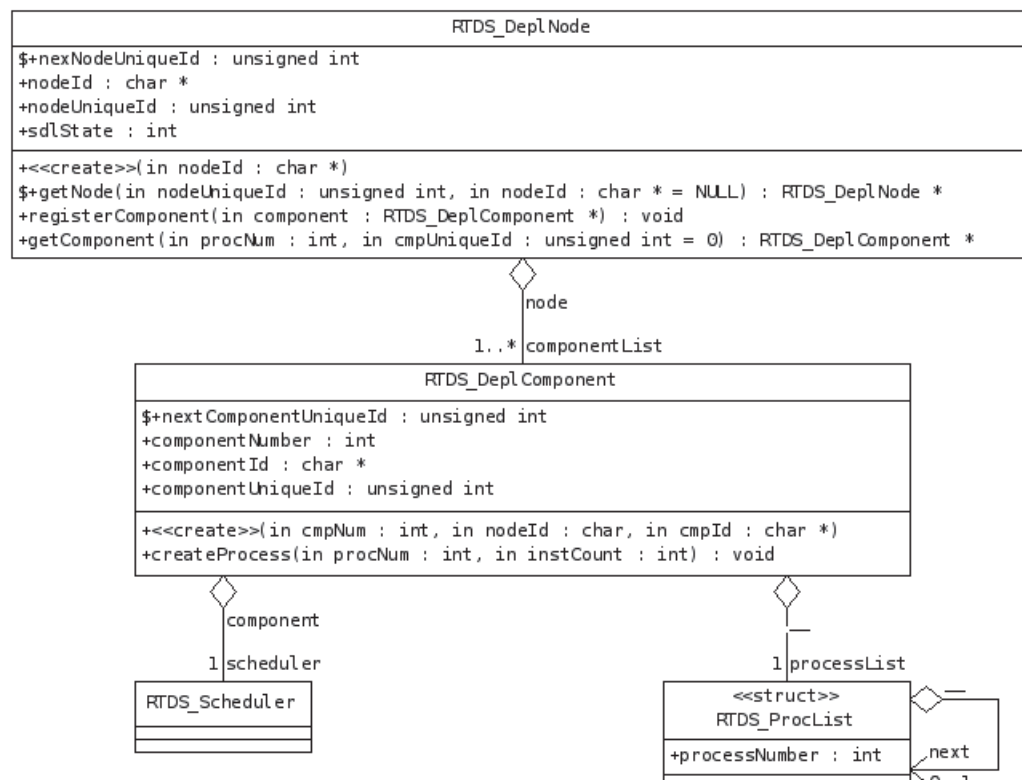 RTDS_DeplNode
$+nexNodeUniqueId : unsigned int
+nodeId : char *
+nodeUniqueId : unsigned int
+sdlState : int
+<<create>>(in nodeId : char *)
$+getNode(in nodeUniqueId : unsigned int, in nodeId : char * = NULL) : RTDS_DeplNode *
+registerComponent(in component : RTDS_DeplComponent *) : void
+getComponent(in procNum : int, in cmpUniqueId : unsigned int = 0) : RTDS_DeplComponent *
node
1..* componentList
RTDS_DeplComponent
$+nextComponentUniqueId : unsigned int
+componentNumber : int
+componentId : char *
+componentUniqueId : unsigned int
+<<create>>(in cmpNum : int, in nodeId : char, in cmpId : char *)
+createProcess(in procNum : int, in instCount : int) : void
component
1 scheduler
1 processList
RTDS_Scheduler
<<struct>>
RTDS_ProcList
+processNumber : int
next